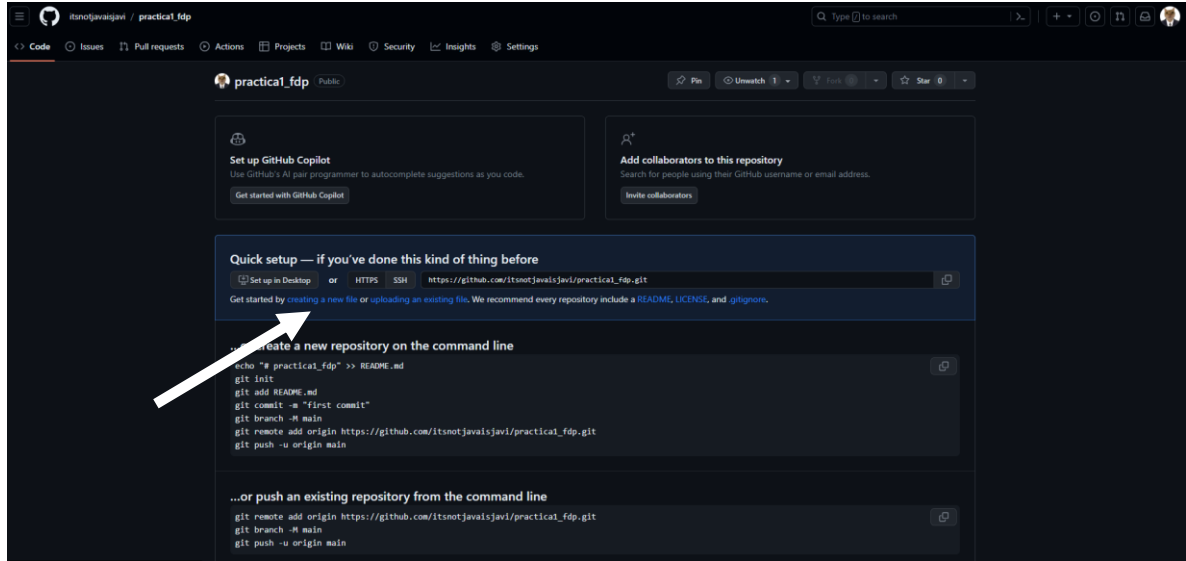 itsnotjavaisjavi / practica1_fdp
Type / to search
Code Issues Pull requests Actions Projects Wiki Security Insights Settings
practica1_fdp Public
Pin Unwatch 1 Fork 0 Star 0
Set up GitHub Copilot
Use GitHub's AI pair programmer to autocomplete suggestions as you code.
Get started with GitHub Copilot
Add collaborators to this repository
Search for people using their GitHub username or email address.
Invite collaborators
Quick setup — if you've done this kind of thing before
Set up in Desktop or HTTPS SSH https://github.com/itsnotjavaisjavi/practica1_fdp.git
Get started by creating a new file or uploading an existing file. We recommend every repository include a README, LICENSE, and .gitignore.
…or create a new repository on the command line
echo "# practica1_fdp" >> README.md
git init
git add README.md
git commit -m "first commit"
git branch -M main
git remote add origin https://github.com/itsnotjavaisjavi/practica1_fdp.git
git push -u origin main
…or push an existing repository from the command line
git remote add origin https://github.com/itsnotjavaisjavi/practica1_fdp.git
git branch -M main
git push -u origin main